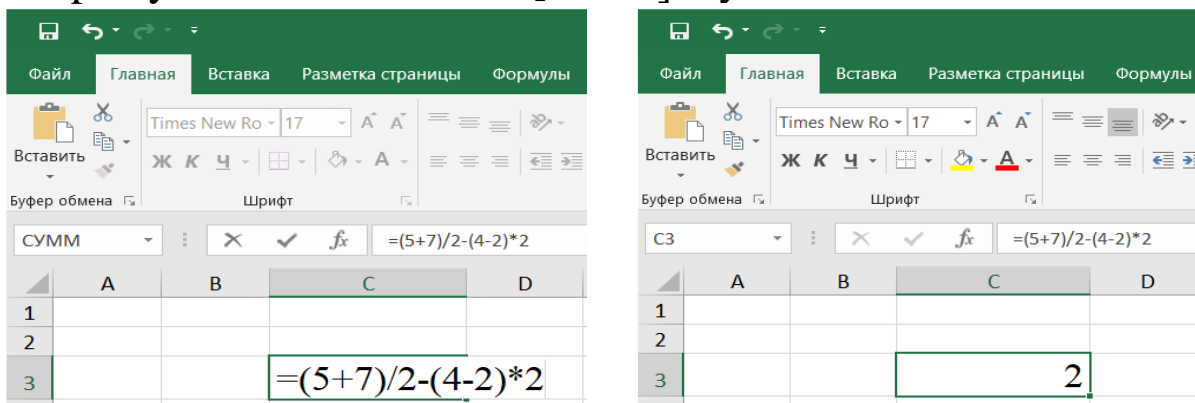 Файл Главная Вставка Разметка страницы Формулы
Times New Ro 17
Вставить
Ж К Ч
Буфер обмена Шрифт
СУММ =(5+7)/2-(4-2)*2
A B C D
1
2
3 =(5+7)/2-(4-2)*2
Файл Главная Вставка Разметка страницы Формулы
Times New Ro 17
Вставить
Ж К Ч
Буфер обмена Шрифт
C3 =(5+7)/2-(4-2)*2
A B C D
1
2
3 2